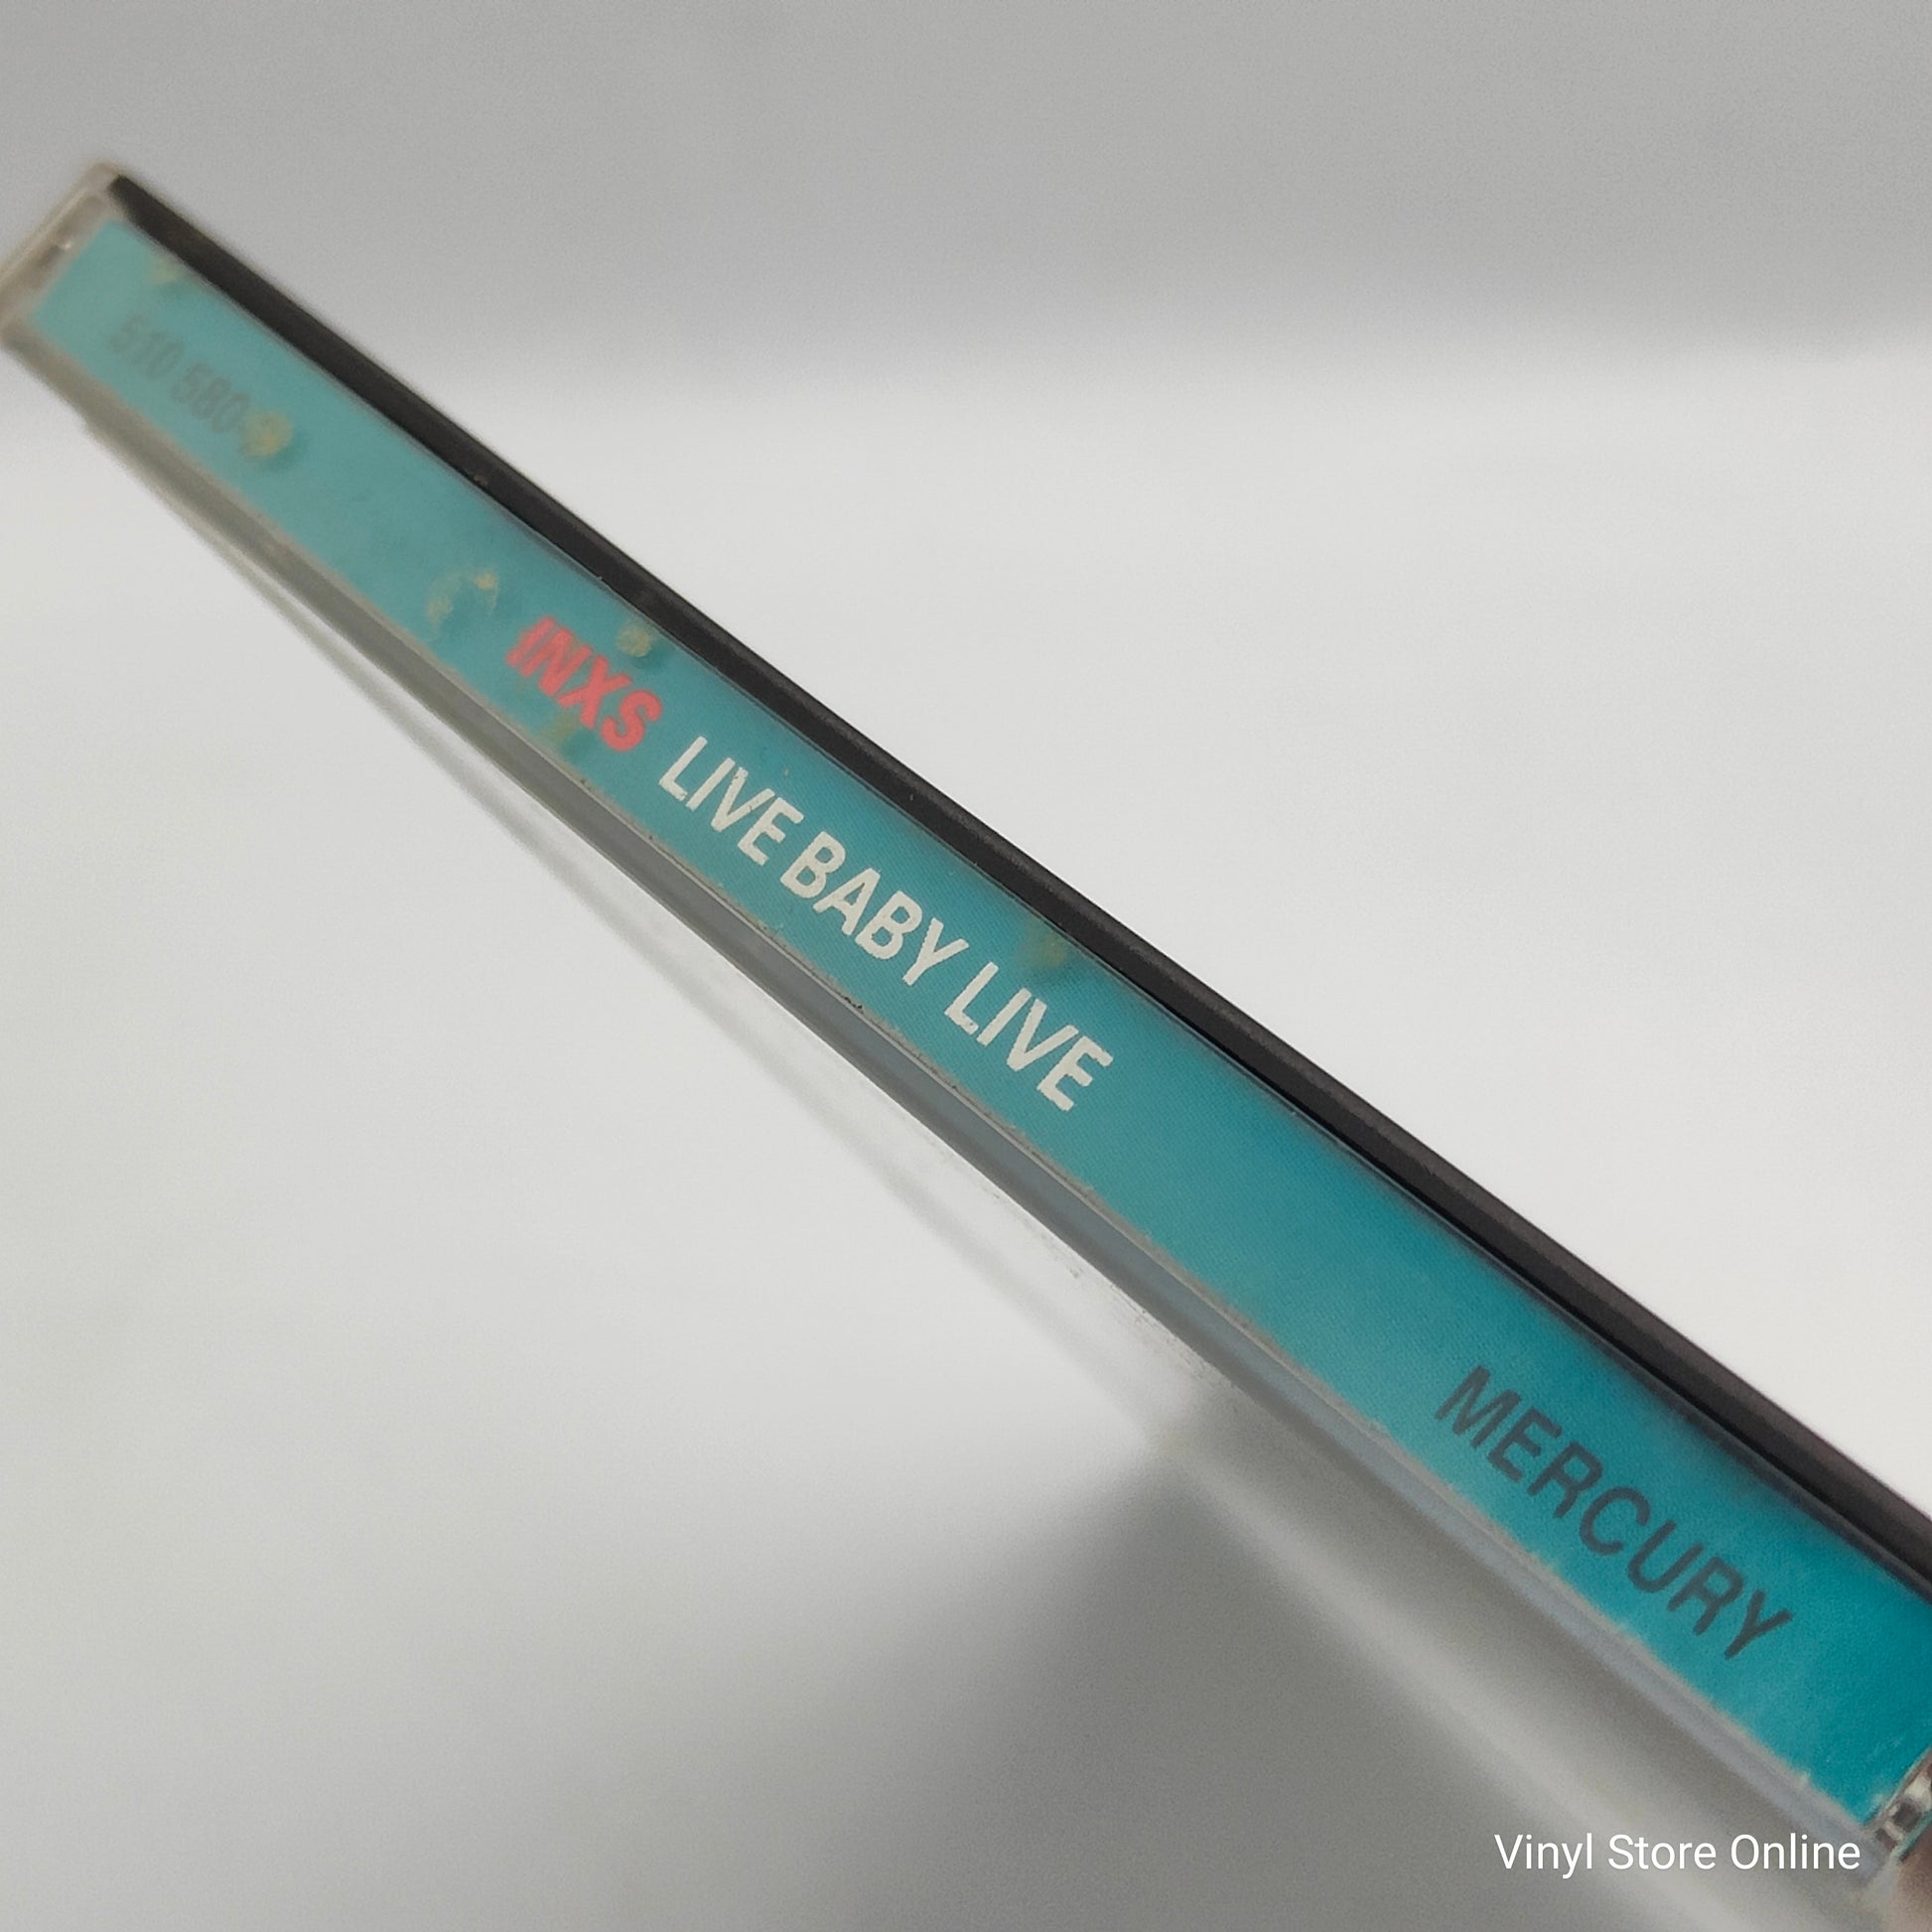 510 580-
INXS LIVE BABY LIVE
MERCURY
Vinyl Store Online